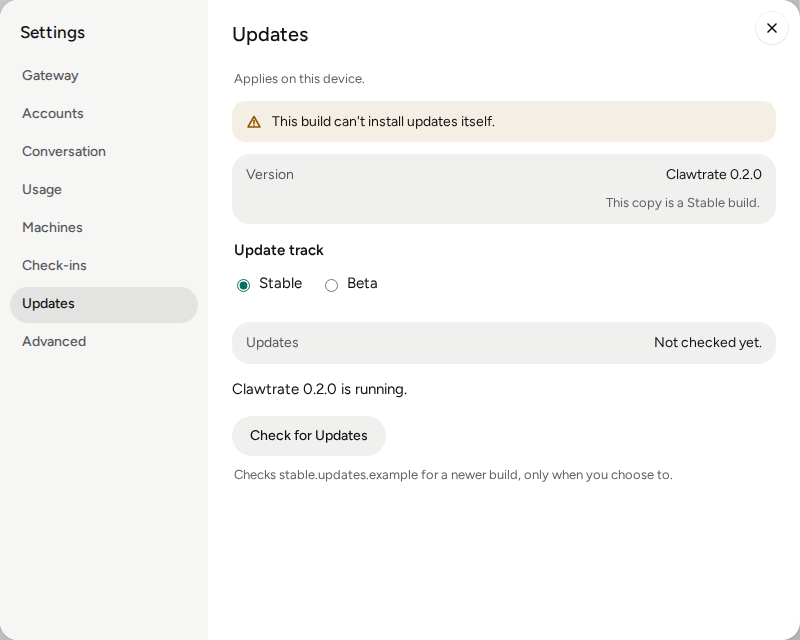 Settings
Gateway
Accounts
Conversation
Usage
Machines
Check-ins
Updates
Advanced
Updates
Applies on this device.
This build can't install updates itself.
Version
Clawtrate 0.2.0
This copy is a Stable build.
Update track
Stable
Beta
Updates
Not checked yet.
Clawtrate 0.2.0 is running.
Check for Updates
Checks stable.updates.example for a newer build, only when you choose to.